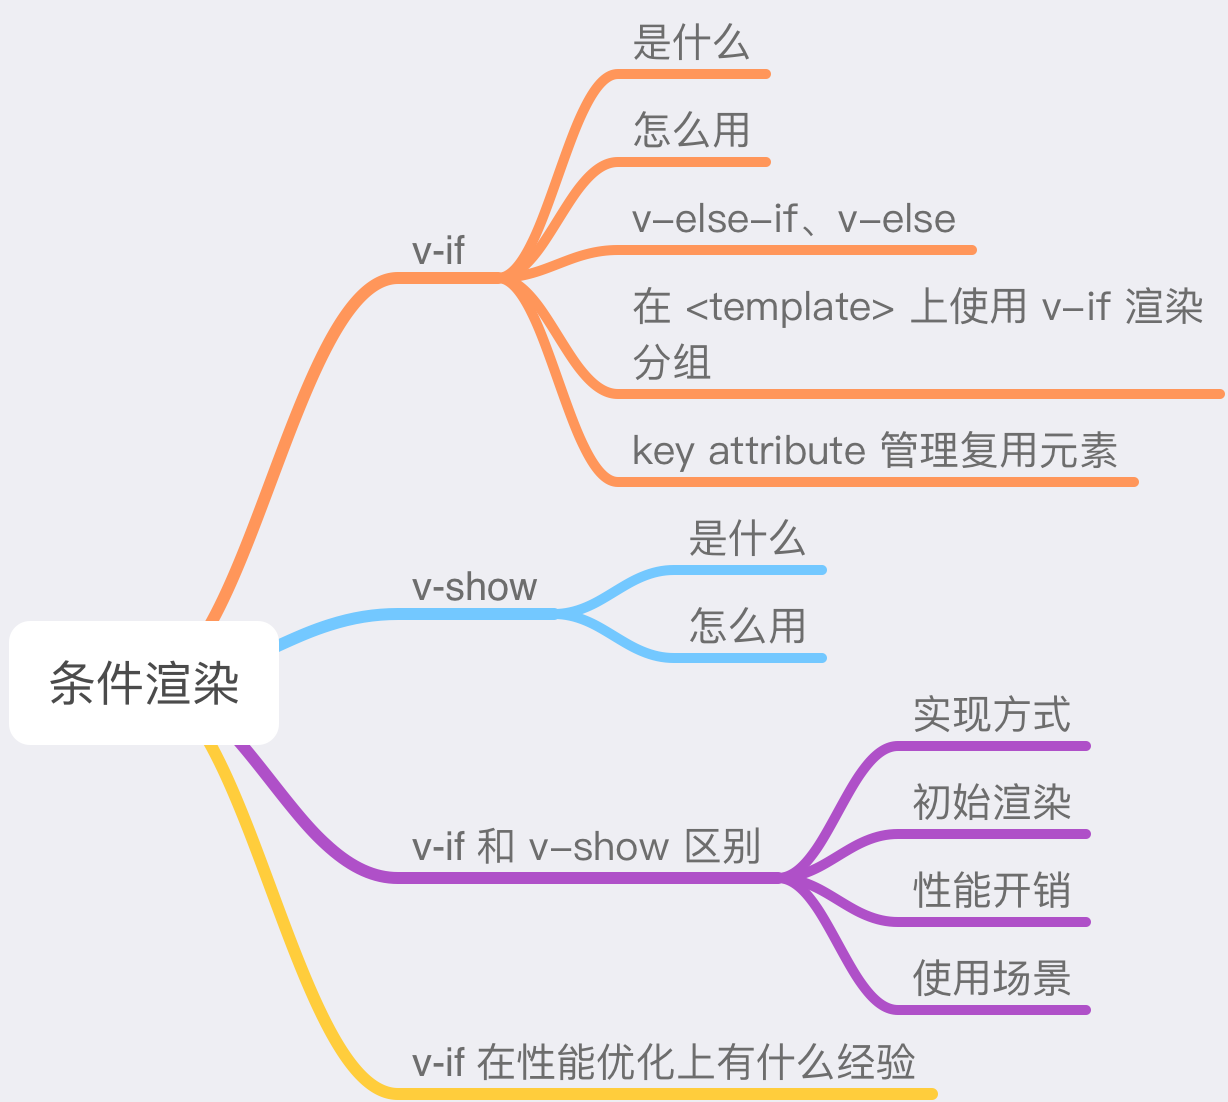 是什么
怎么用
v-else-if、v-else
v-if
在 <template> 上使用 v-if 渲染
分组
key attribute 管理复用元素
是什么
v-show
怎么用
条件渲染
实现方式
初始渲染
v-if 和 v-show 区别
性能开销
使用场景
v-if 在性能优化上有什么经验